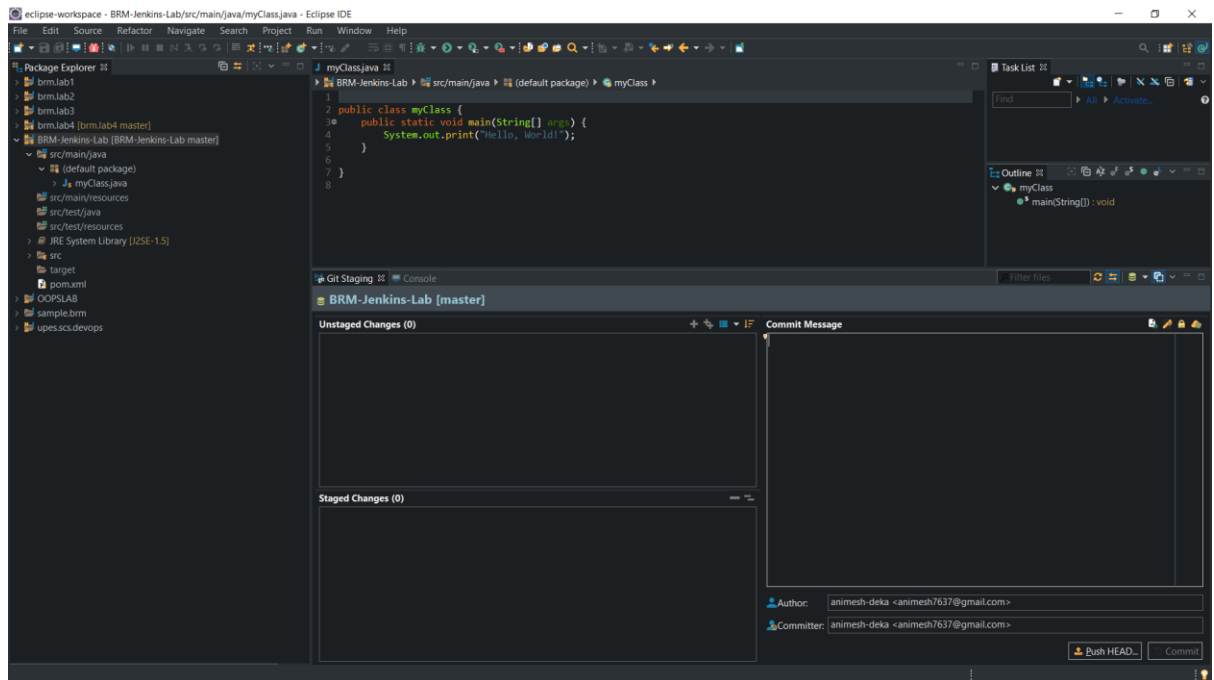 eclipse-workspace - BRM-Jenkins-Lab/src/main/java/myClass.java - Eclipse IDE
File Edit Source Refactor Navigate Search Project Run Window Help
Package Explorer
brm.lab1
brm.lab2
brm.lab3
brm.lab4 [brm.lab4 master]
BRM-Jenkins-Lab [BRM-Jenkins-Lab master]
src/main/java
(default package)
myClass.java
src/main/resources
src/test/java
src/test/resources
JRE System Library [J2SE-1.5]
src
target
pom.xml
OOPSLAB
sample.brm
upes.scs.devops
myClass.java
BRM-Jenkins-Lab src/main/java (default package) myClass
1
2 public class myClass {
3 public static void main(String[] args) {
4 System.out.print("Hello, World!");
5 }
6
7 }
8
Task List
Find All Activate...
Outline
myClass
main(String[]) : void
Git Staging Console
Filter files
BRM-Jenkins-Lab [master]
Unstaged Changes (0)
Staged Changes (0)
Commit Message
Author: animesh-deka <animesh7637@gmail.com>
Committer: animesh-deka <animesh7637@gmail.com>
Push HEAD... Commit